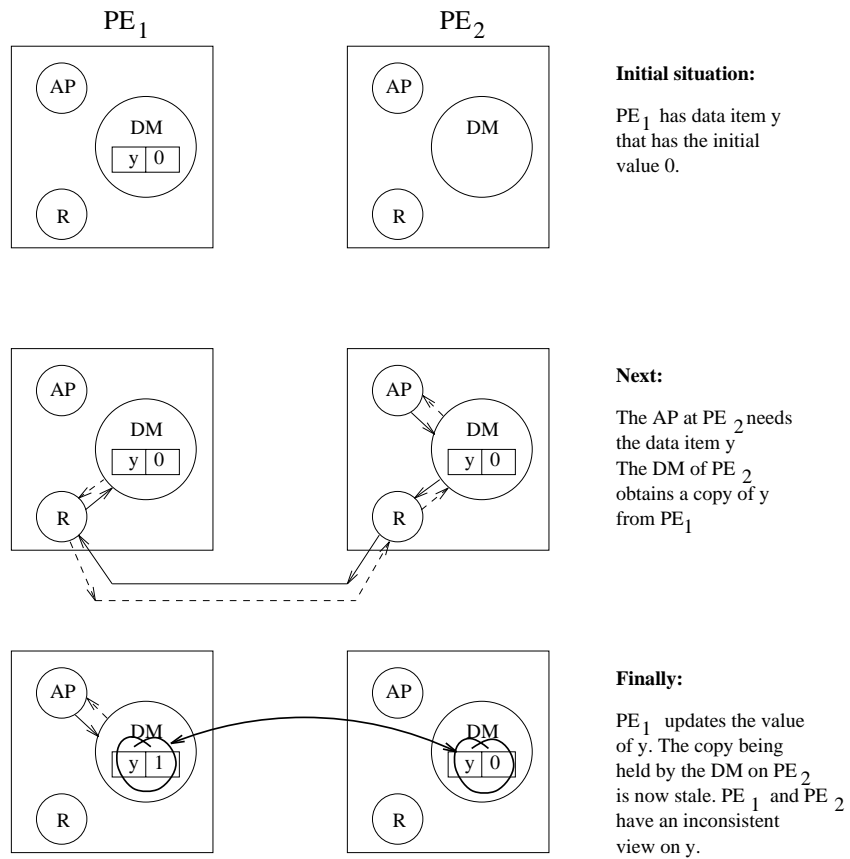 PE1 PE2
AP AP
DM DM
y 0
R R
Initial situation:
PE1 has data item y
that has the initial
value 0.
AP AP
DM DM
y 0 y 0
R R
Next:
The AP at PE 2 needs
the data item y
The DM of PE 2
obtains a copy of y
from PE1
AP AP
DM DM
y 1 y 0
R R
Finally:
PE1 updates the value
of y. The copy being
held by the DM on PE2
is now stale. PE 1 and PE 2
have an inconsistent
view on y.